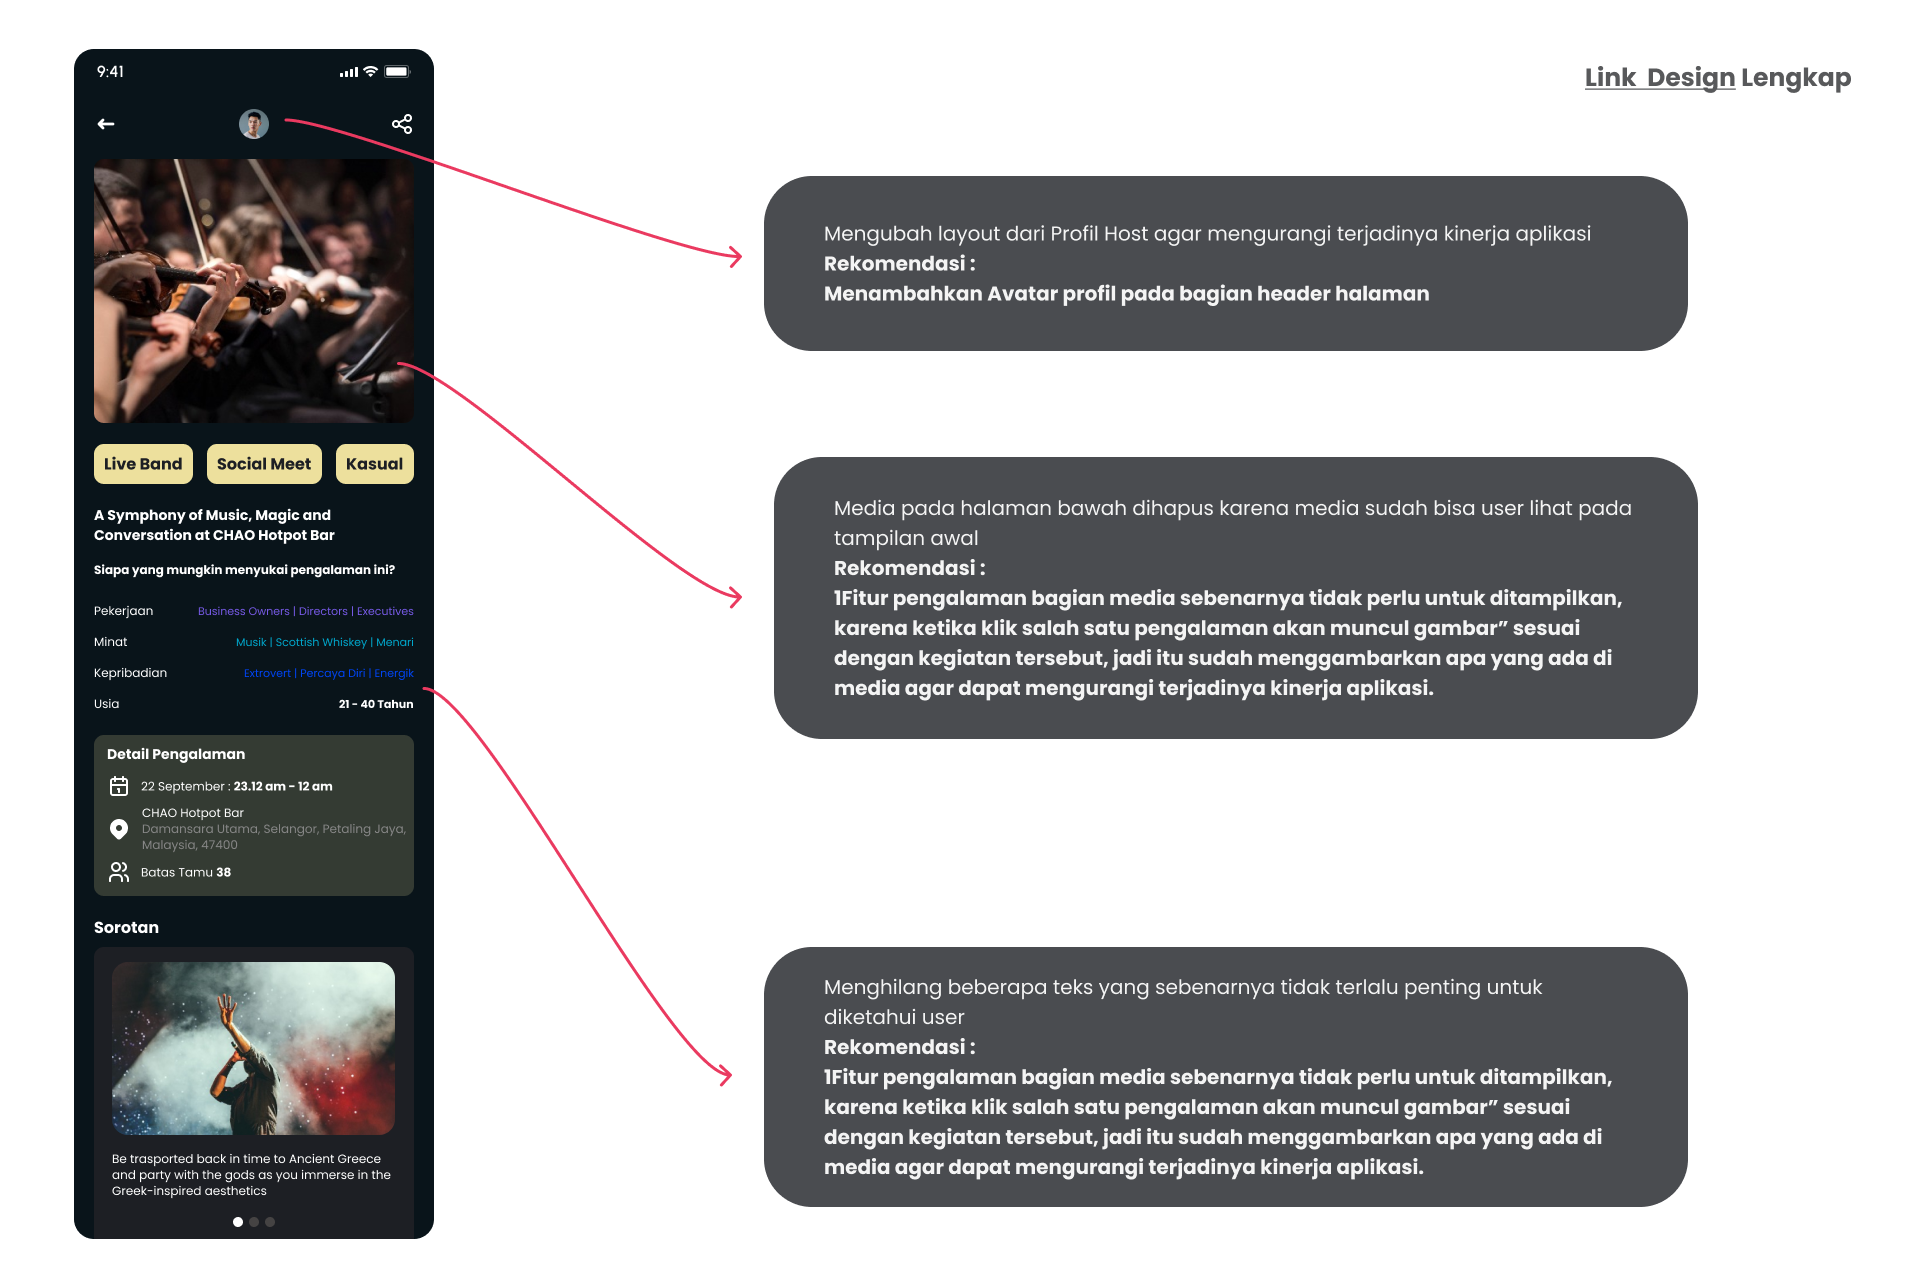 9:41
Link  Design Lengkap
Mengubah layout dari Profil Host agar mengurangi terjadinya kinerja aplikasi
Rekomendasi :
Menambahkan Avatar profil pada bagian header halaman
Live Band
Social Meet
Kasual
A Symphony of Music, Magic and
Conversation at CHAO Hotpot Bar
Siapa yang mungkin menyukai pengalaman ini?
Pekerjaan Business Owners | Directors | Executives
Minat Musik | Scottish Whiskey | Menari
Kepribadian Extrovert | Percaya Diri | Energik
Usia 21 - 40 Tahun
Detail Pengalaman
22 September : 23.12 am - 12 am
CHAO Hotpot Bar
Damansara Utama, Selangor, Petaling Jaya,
Malaysia, 47400
Batas Tamu 38
Sorotan
Be trasported back in time to Ancient Greece
and party with the gods as you immerse in the
Greek-inspired aesthetics
Media pada halaman bawah dihapus karena media sudah bisa user lihat pada
tampilan awal
Rekomendasi :
1Fitur pengalaman bagian media sebenarnya tidak perlu untuk ditampilkan,
karena ketika klik salah satu pengalaman akan muncul gambar” sesuai
dengan kegiatan tersebut, jadi itu sudah menggambarkan apa yang ada di
media agar dapat mengurangi terjadinya kinerja aplikasi.
Menghilang beberapa teks yang sebenarnya tidak terlalu penting untuk
diketahui user
Rekomendasi :
1Fitur pengalaman bagian media sebenarnya tidak perlu untuk ditampilkan,
karena ketika klik salah satu pengalaman akan muncul gambar” sesuai
dengan kegiatan tersebut, jadi itu sudah menggambarkan apa yang ada di
media agar dapat mengurangi terjadinya kinerja aplikasi.